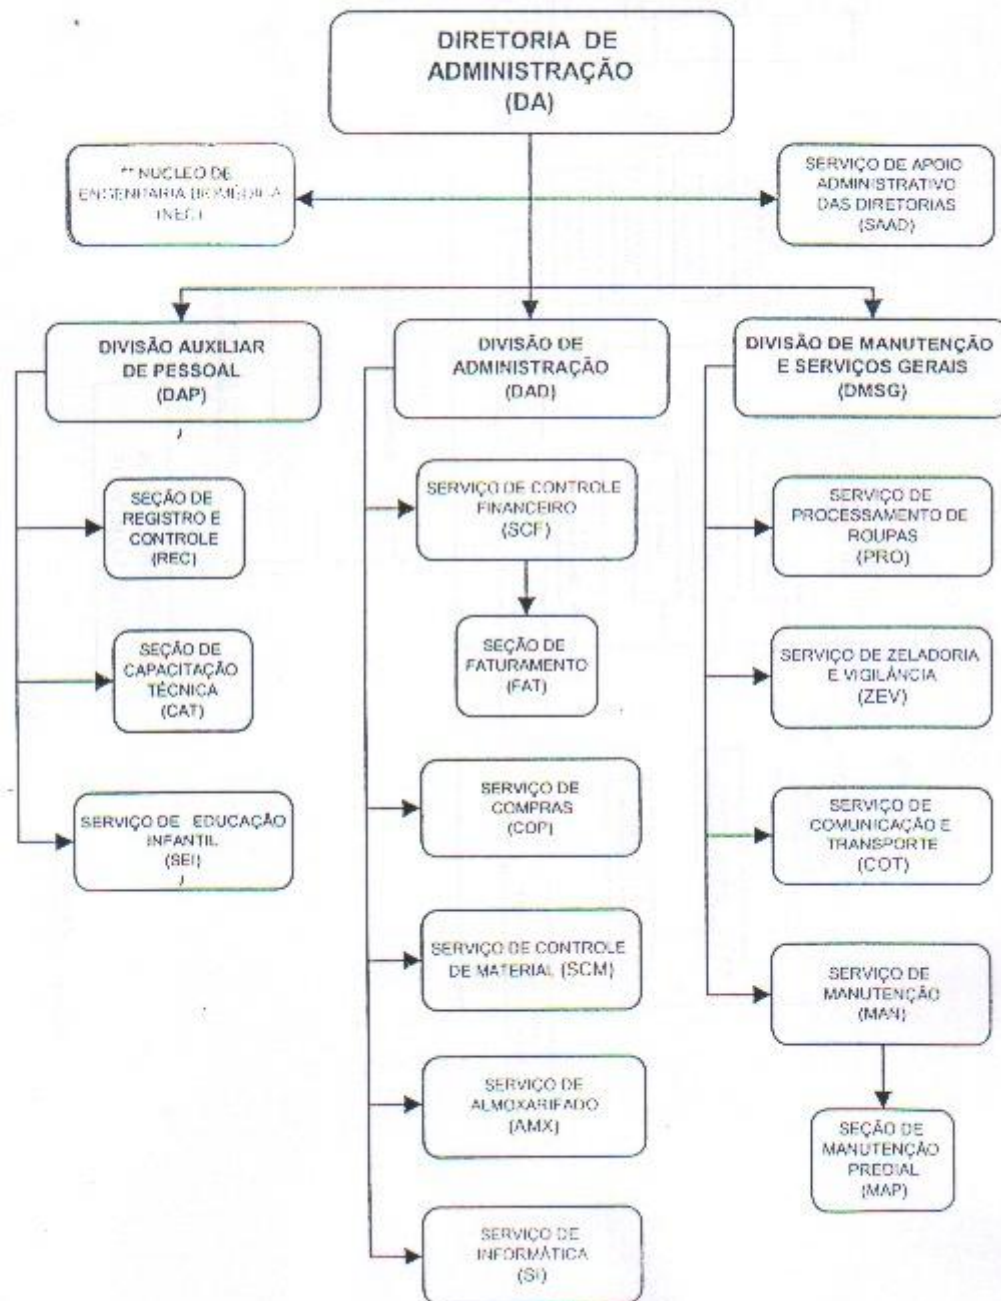 DIRETORIA DE
ADMINISTRAÇÃO
(DA)
** NUCLEO DE
ENGENHARIA BIOMÉDICA
SERVIÇO DE APOIO
ADMINISTRATIVO
DAS DIRETORIAS
(SAAD)
DIVISÃO AUXILIAR
DE PESSOAL
(DAP)
DIVISÃO DE
ADMINISTRAÇÃO
(DAD)
DIVISÃO DE MANUTENÇÃO
E SERVIÇOS GERAIS
(DMSG)
SEÇÃO DE
REGISTRO E
CONTROLE
(REC)
SEÇÃO DE
CAPACITAÇÃO
TÉCNICA
(CAT)
SERVIÇO DE EDUCAÇÃO
INFANTIL
(SEI)
SERVIÇO DE CONTROLE
FINANCEIRO
(SCF)
SEÇÃO DE
FATURAMENTO
(FAT)
SERVIÇO DE
COMPRAS
(COP)
SERVIÇO DE CONTROLE
DE MATERIAL (SCM)
SERVIÇO DE
ALMOXARIFADO
(AMX)
SERVIÇO DE
INFORMÁTICA
(SI)
SERVIÇO DE
PROCESSAMENTO DE
ROUPAS
(PRO)
SERVIÇO DE ZELADORIA
E VIGILÂNCIA
(ZEV)
SERVIÇO DE
COMUNICAÇÃO E
TRANSPORTE
(COT)
SERVIÇO DE
MANUTENÇÃO
(MAN)
SEÇÃO DE
MANUTENÇÃO
PREDIAL
(MAP)